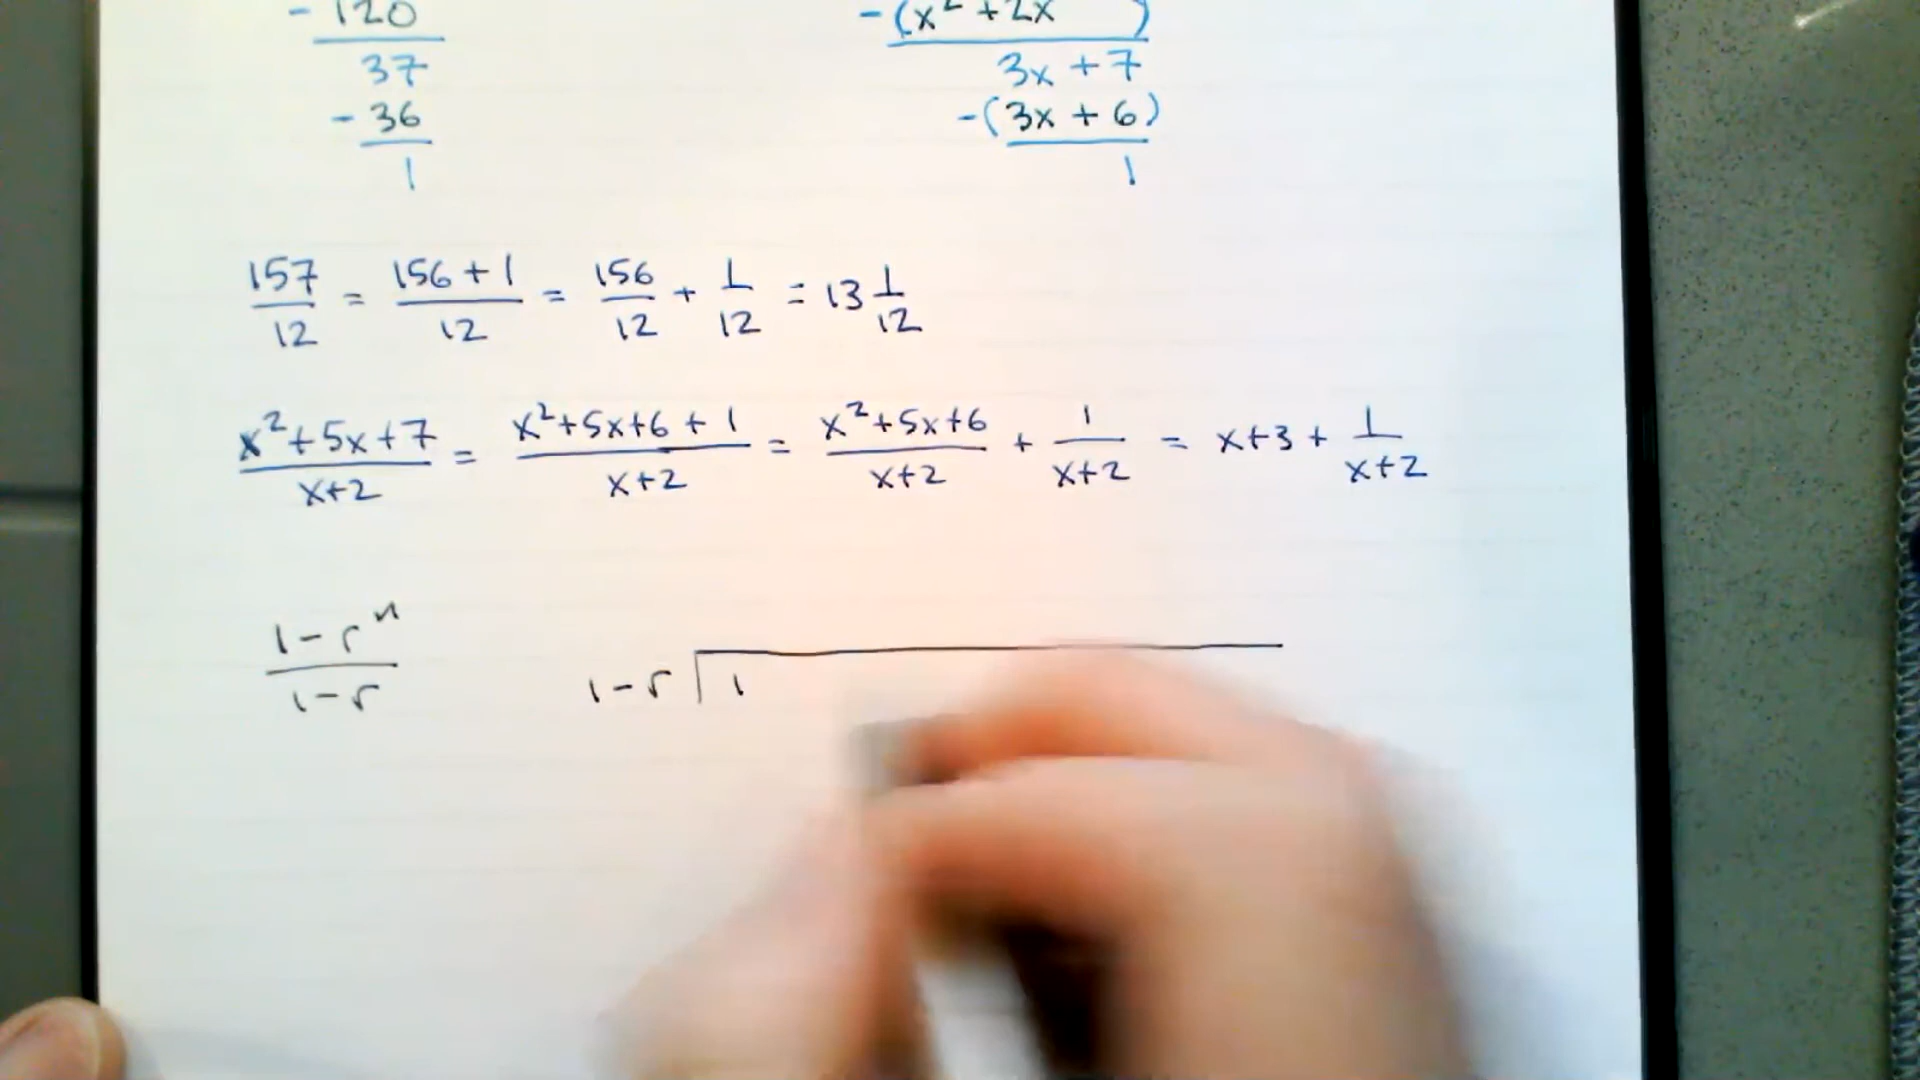 - 120 -(x² + 2x )
37 3x + 7
- 36 -(3x + 6)
1 1
157/12 = (156 + 1)/12 = 156/12 + 1/12 = 13 1/12
(x²+5x+7)/(x+2) = (x²+5x+6 + 1)/(x+2) = (x²+5x+6)/(x+2) + 1/(x+2) = x+3 + 1/(x+2)
(1-rⁿ)/(1-r) 1-r 1